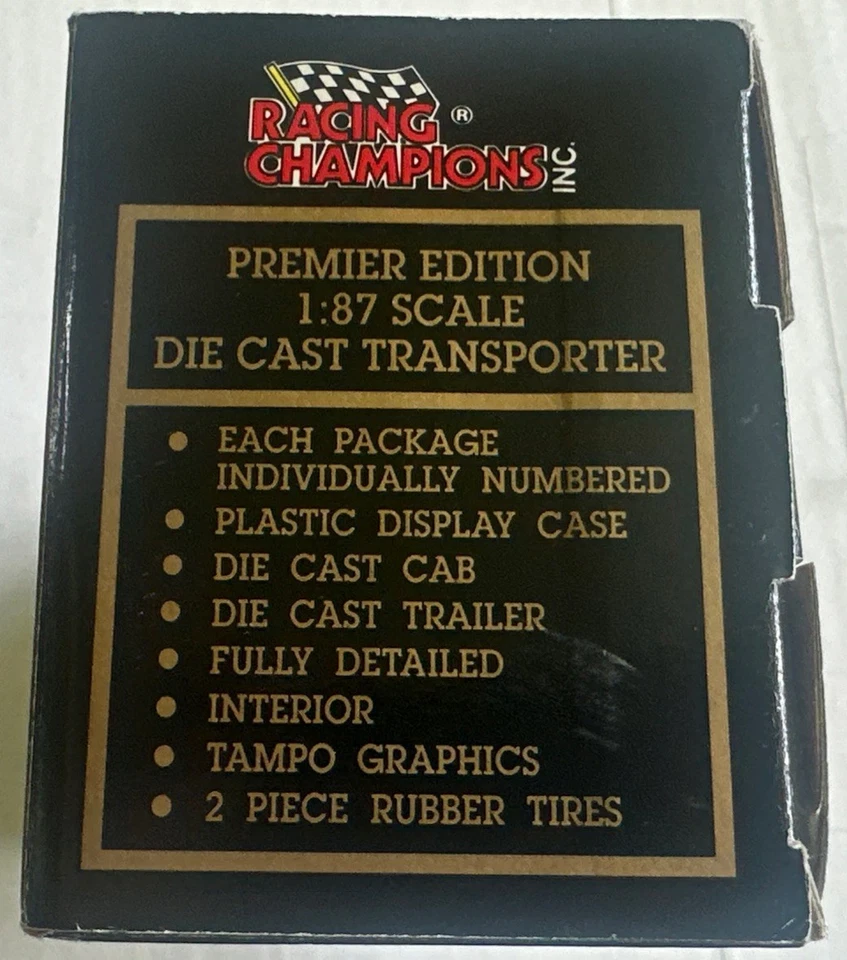 RACING ®
CHAMPIONS INC.
PREMIER EDITION
1:87 SCALE
DIE CAST TRANSPORTER
● EACH PACKAGE
INDIVIDUALLY NUMBERED
● PLASTIC DISPLAY CASE
● DIE CAST CAB
● DIE CAST TRAILER
● FULLY DETAILED
● INTERIOR
● TAMPO GRAPHICS
● 2 PIECE RUBBER TIRES